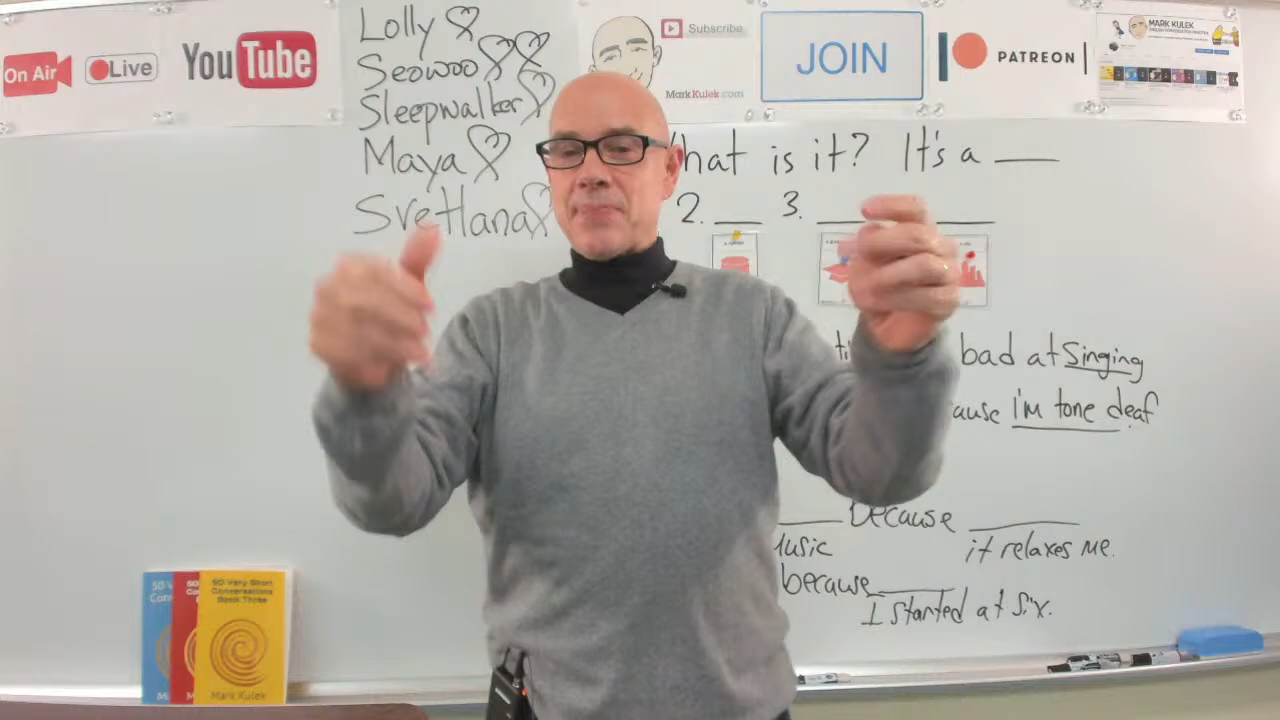 On Air
Live
YouTube
Lolly
Seowoo
Sleepwalker
Maya
Svetlana
Subscribe
MarkKulek.com
JOIN
PATREON
MARK KULEK
hat is it? It's a
2. 3.
bad at Singing
ause i'm tone deaf
because
usic it relaxes me.
because
I started at six.
50 Very Short
Conversations
Book Three
Mark Kulek